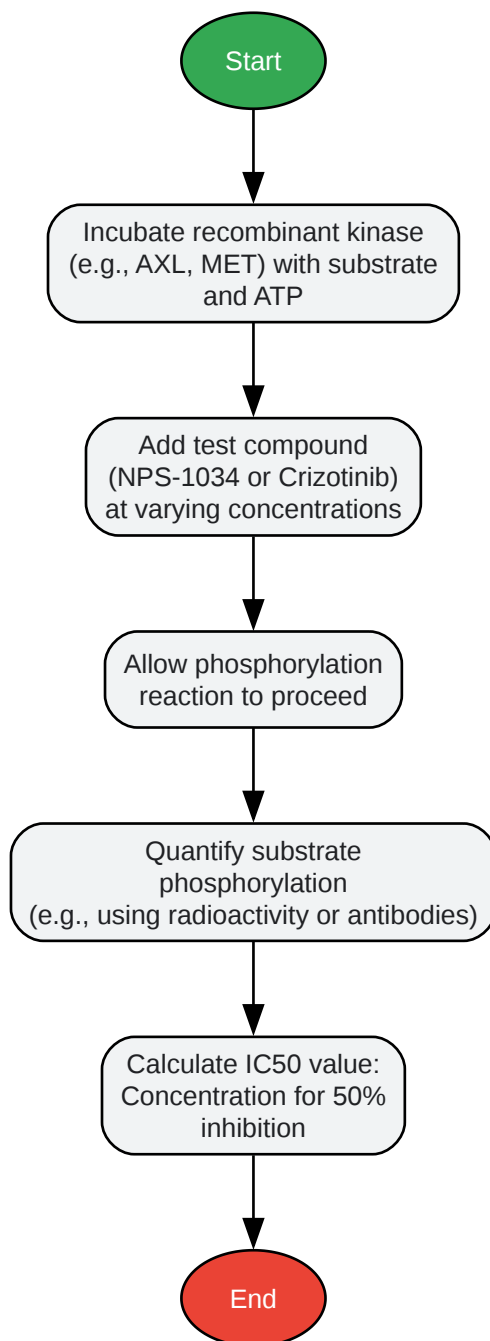 Start
Incubate recombinant kinase
(e.g., AXL, MET) with substrate
and ATP
Add test compound
(NPS-1034 or Crizotinib)
at varying concentrations
Allow phosphorylation
reaction to proceed
Quantify substrate
phosphorylation
(e.g., using radioactivity or antibodies)
Calculate IC50 value:
Concentration for 50%
inhibition
End